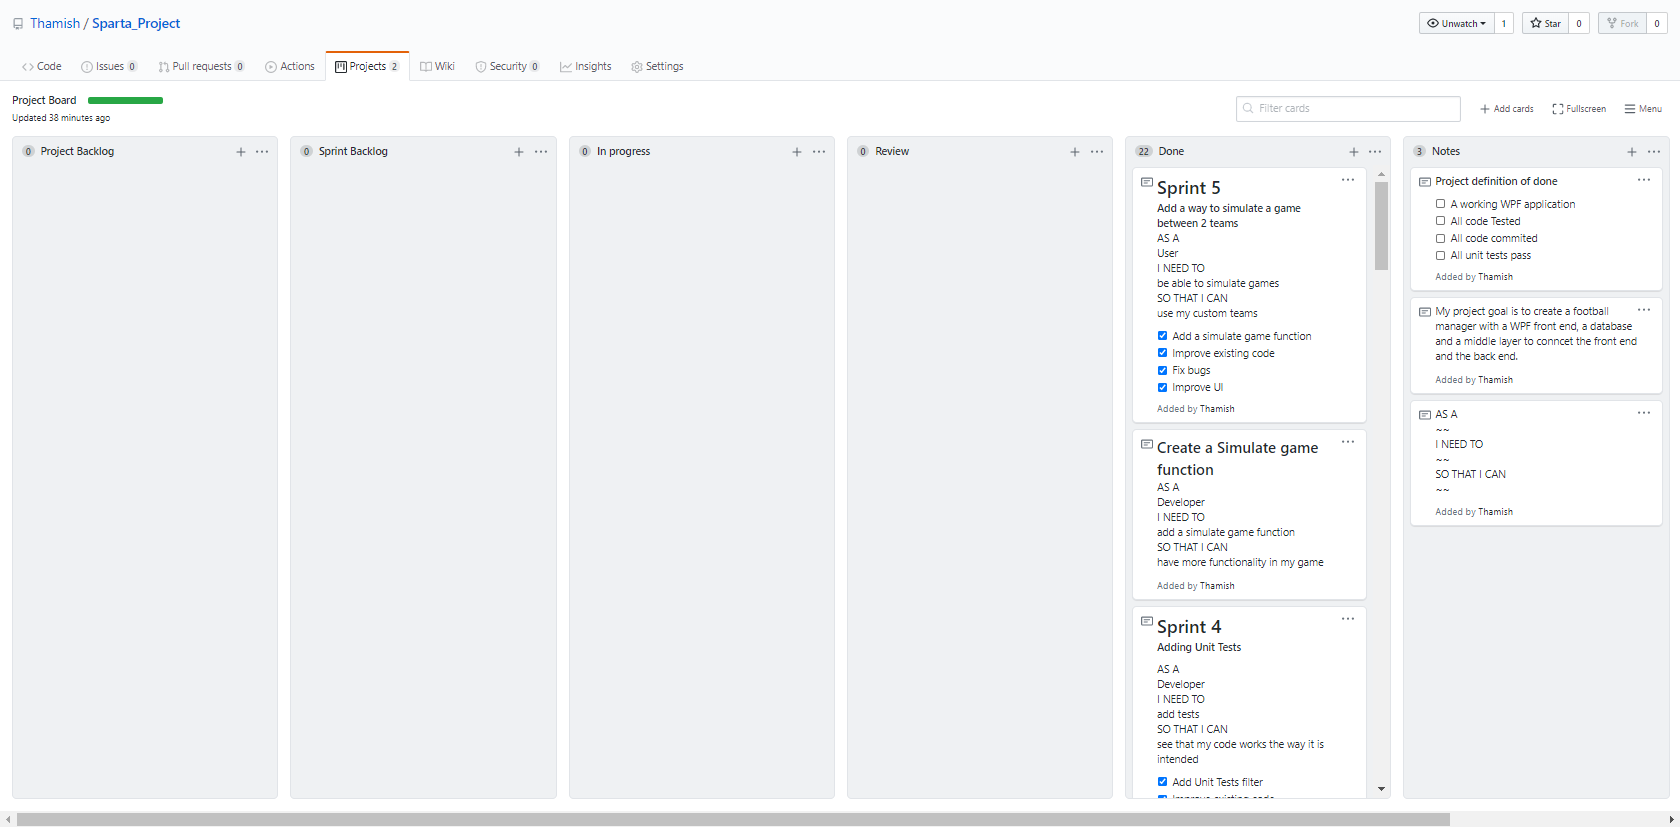 Thamish / Sparta_Project
Unwatch 1 Star 0 Fork 0
Code Issues 0 Pull requests 0 Actions Projects 2 Wiki Security 0 Insights Settings
Project Board
Updated 38 minutes ago
Filter cards
Add cards Fullscreen Menu
0 Project Backlog
0 Sprint Backlog
0 In progress
0 Review
22 Done
Sprint 5
Add a way to simulate a game
between 2 teams
AS A
User
I NEED TO
be able to simulate games
SO THAT I CAN
use my custom teams
Add a simulate game function
Improve existing code
Fix bugs
Improve UI
Added by Thamish
Create a Simulate game
function
AS A
Developer
I NEED TO
add a simulate game function
SO THAT I CAN
have more functionality in my game
Added by Thamish
Sprint 4
Adding Unit Tests
AS A
Developer
I NEED TO
add tests
SO THAT I CAN
see that my code works the way it is
intended
Add Unit Tests filter
Improve existing code
3 Notes
Project definition of done
A working WPF application
All code Tested
All code commited
All unit tests pass
Added by Thamish
My project goal is to create a football
manager with a WPF front end, a database
and a middle layer to conncet the front end
and the back end.
Added by Thamish
AS A
~~
I NEED TO
~~
SO THAT I CAN
~~
Added by Thamish